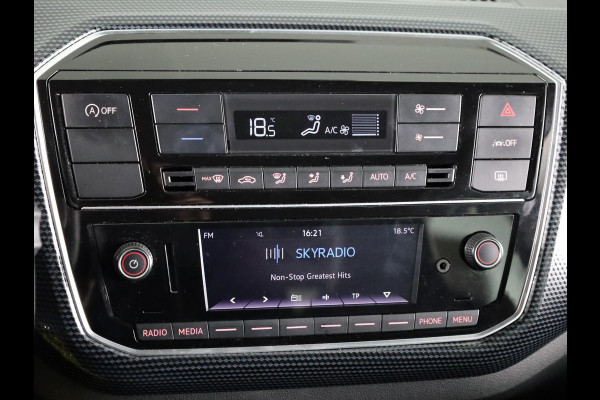 A OFF
18.5 °C
A/C
OFF
MAX
AUTO
A/C
FM
16:21
18.5°C
SKYRADIO
Non-Stop Greatest Hits
TP
RADIO
MEDIA
PHONE
MENU